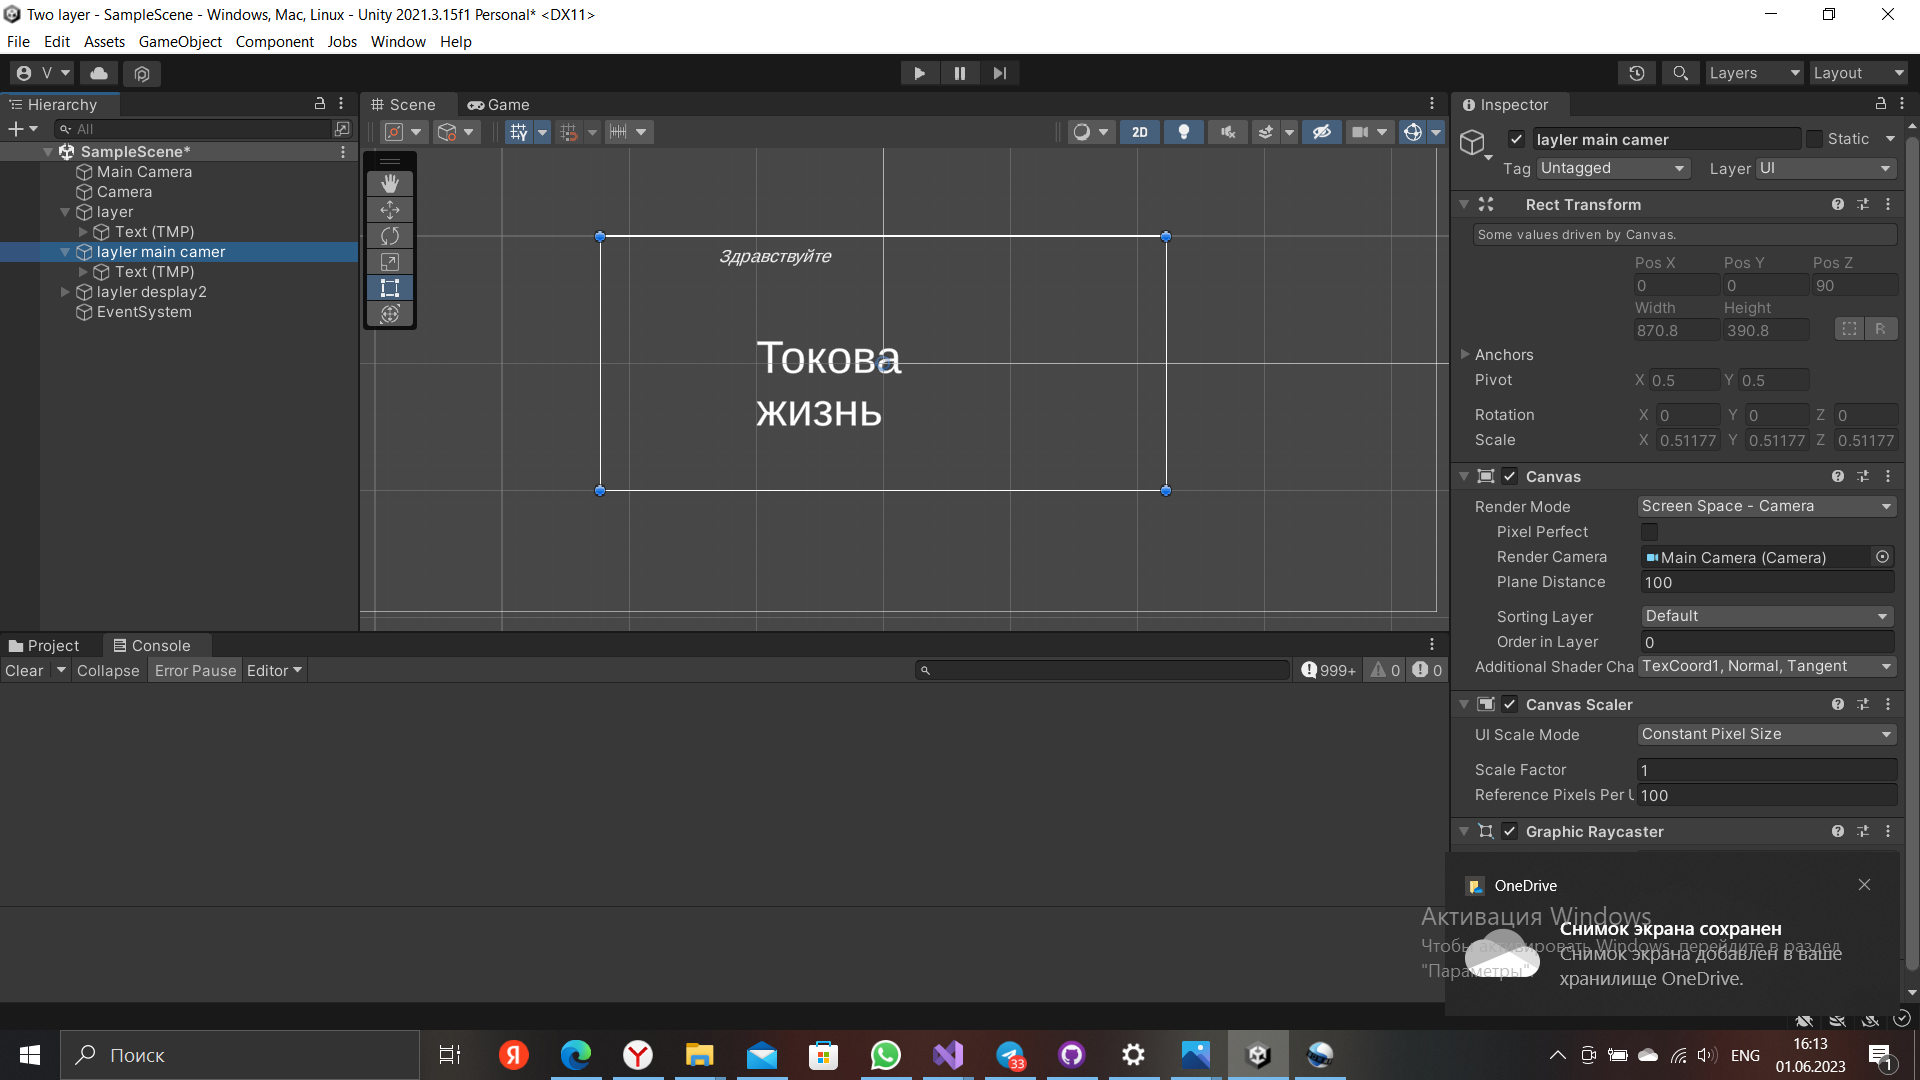 Two layer - SampleScene - Windows, Mac, Linux - Unity 2021.3.15f1 Personal* <DX11>
File Edit Assets GameObject Component Jobs Window Help
V
Layers
Layout
Hierarchy
All
SampleScene*
Main Camera
Camera
layer
Text (TMP)
layler main camer
Text (TMP)
layler desplay2
EventSystem
Scene
Game
2D
Здравствуйте
Токова
жизнь
Project
Console
Clear
Collapse
Error Pause
Editor
999+
0
0
Inspector
layler main camer
Static
Tag
Untagged
Layer
UI
Rect Transform
Some values driven by Canvas.
Pos X Pos Y Pos Z
0 0 90
Width Height
870.8 390.8
R
Anchors
Pivot X 0.5 Y 0.5
Rotation X 0 Y 0 Z 0
Scale X 0.51177 Y 0.51177 Z 0.51177
Canvas
Render Mode Screen Space - Camera
Pixel Perfect
Render Camera Main Camera (Camera)
Plane Distance 100
Sorting Layer Default
Order in Layer 0
Additional Shader Cha TexCoord1, Normal, Tangent
Canvas Scaler
UI Scale Mode Constant Pixel Size
Scale Factor 1
Reference Pixels Per U 100
Graphic Raycaster
OneDrive
Снимок экрана сохранен
Снимок экрана добавлен в ваше
хранилище OneDrive.
Активация Windows
Чтобы активировать Windows, перейдите в раздел
"Параметры".
Поиск
Я
Y
33
ENG
16:13
01.06.2023
1